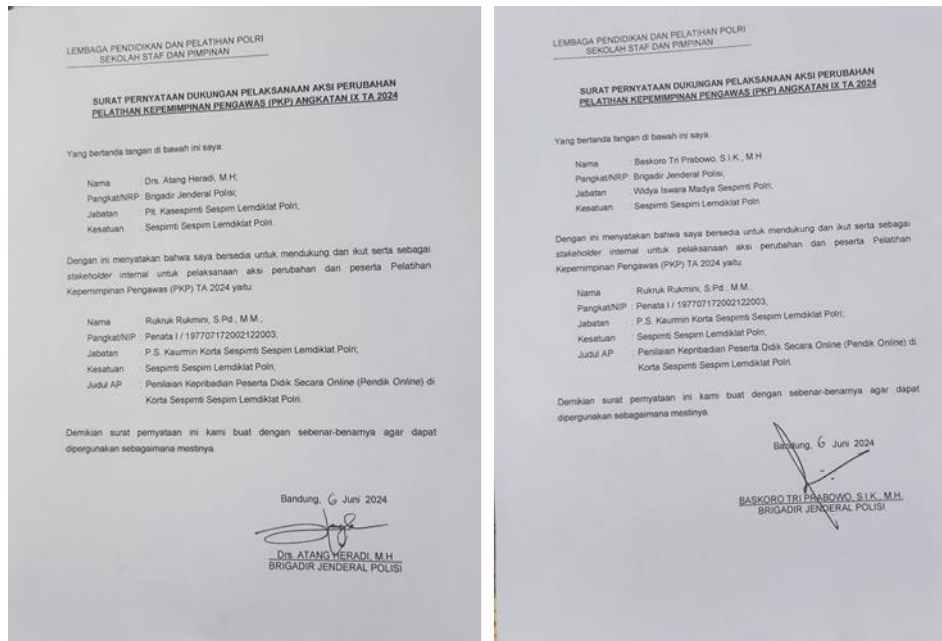 LEMBAGA PENDIDIKAN DAN PELATIHAN POLRI
SEKOLAH STAF DAN PIMPINAN
SURAT PERNYATAAN DUKUNGAN PELAKSANAAN AKSI PERUBAHAN
PELATIHAN KEPEMIMPINAN PENGAWAS (PKP) ANGKATAN IX TA 2024
Yang bertanda tangan di bawah ini saya:
Nama : Drs. Atang Heradi, M.H;
Pangkat/NRP : Brigadir Jenderal Polisi;
Jabatan : Plt. Kasespimti Sespim Lemdiklat Polri;
Kesatuan : Sespimti Sespim Lemdiklat Polri.
Dengan ini menyatakan bahwa saya bersedia untuk mendukung dan ikut serta sebagai
stakeholder internal untuk pelaksanaan aksi perubahan dari peserta Pelatihan
Kepemimpinan Pengawas (PKP) TA 2024 yaitu:
Nama : Rukruk Rukmini, S.Pd., M.M.;
Pangkat/NIP : Penata I / 197707172002122003;
Jabatan : P.S. Kaurmin Korta Sespimti Sespim Lemdiklat Polri;
Kesatuan : Sespimti Sespim Lemdiklat Polri;
Judul AP : Penilaian Kepribadian Peserta Didik Secara Online (Pendik Online) di
Korta Sespimti Sespim Lemdiklat Polri.
Demikian surat pernyataan ini kami buat dengan sebenar-benarnya agar dapat
dipergunakan sebagaimana mestinya.
Bandung, 6 Juni 2024
Drs. ATANG HERADI, M.H
BRIGADIR JENDERAL POLISI
LEMBAGA PENDIDIKAN DAN PELATIHAN POLRI
SEKOLAH STAF DAN PIMPINAN
SURAT PERNYATAAN DUKUNGAN PELAKSANAAN AKSI PERUBAHAN
PELATIHAN KEPEMIMPINAN PENGAWAS (PKP) ANGKATAN IX TA 2024
Yang bertanda tangan di bawah ini saya:
Nama : Baskoro Tri Prabowo, S.I.K., M.H.
Pangkat/NRP : Brigadir Jenderal Polisi;
Jabatan : Widya Iswara Madya Sespimti Polri;
Kesatuan : Sespimti Sespim Lemdiklat Polri.
Dengan ini menyatakan bahwa saya bersedia untuk mendukung dan ikut serta sebagai
stakeholder internal untuk pelaksanaan aksi perubahan dari peserta Pelatihan
Kepemimpinan Pengawas (PKP) TA 2024 yaitu:
Nama : Rukruk Rukmini, S.Pd., M.M.,
Pangkat/NIP : Penata I / 197707172002122003;
Jabatan : P.S. Kaurmin Korta Sespimti Sespim Lemdiklat Polri;
Kesatuan : Sespimti Sespim Lemdiklat Polri;
Judul AP : Penilaian Kepribadian Peserta Didik Secara Online (Pendik Online) di
Korta Sespimti Sespim Lemdiklat Polri.
Demikian surat pernyataan ini kami buat dengan sebenar-benarnya agar dapat
dipergunakan sebagaimana mestinya.
Bandung, 6 Juni 2024
BASKORO TRI PRABOWO, S.I.K., M.H.
BRIGADIR JENDERAL POLISI